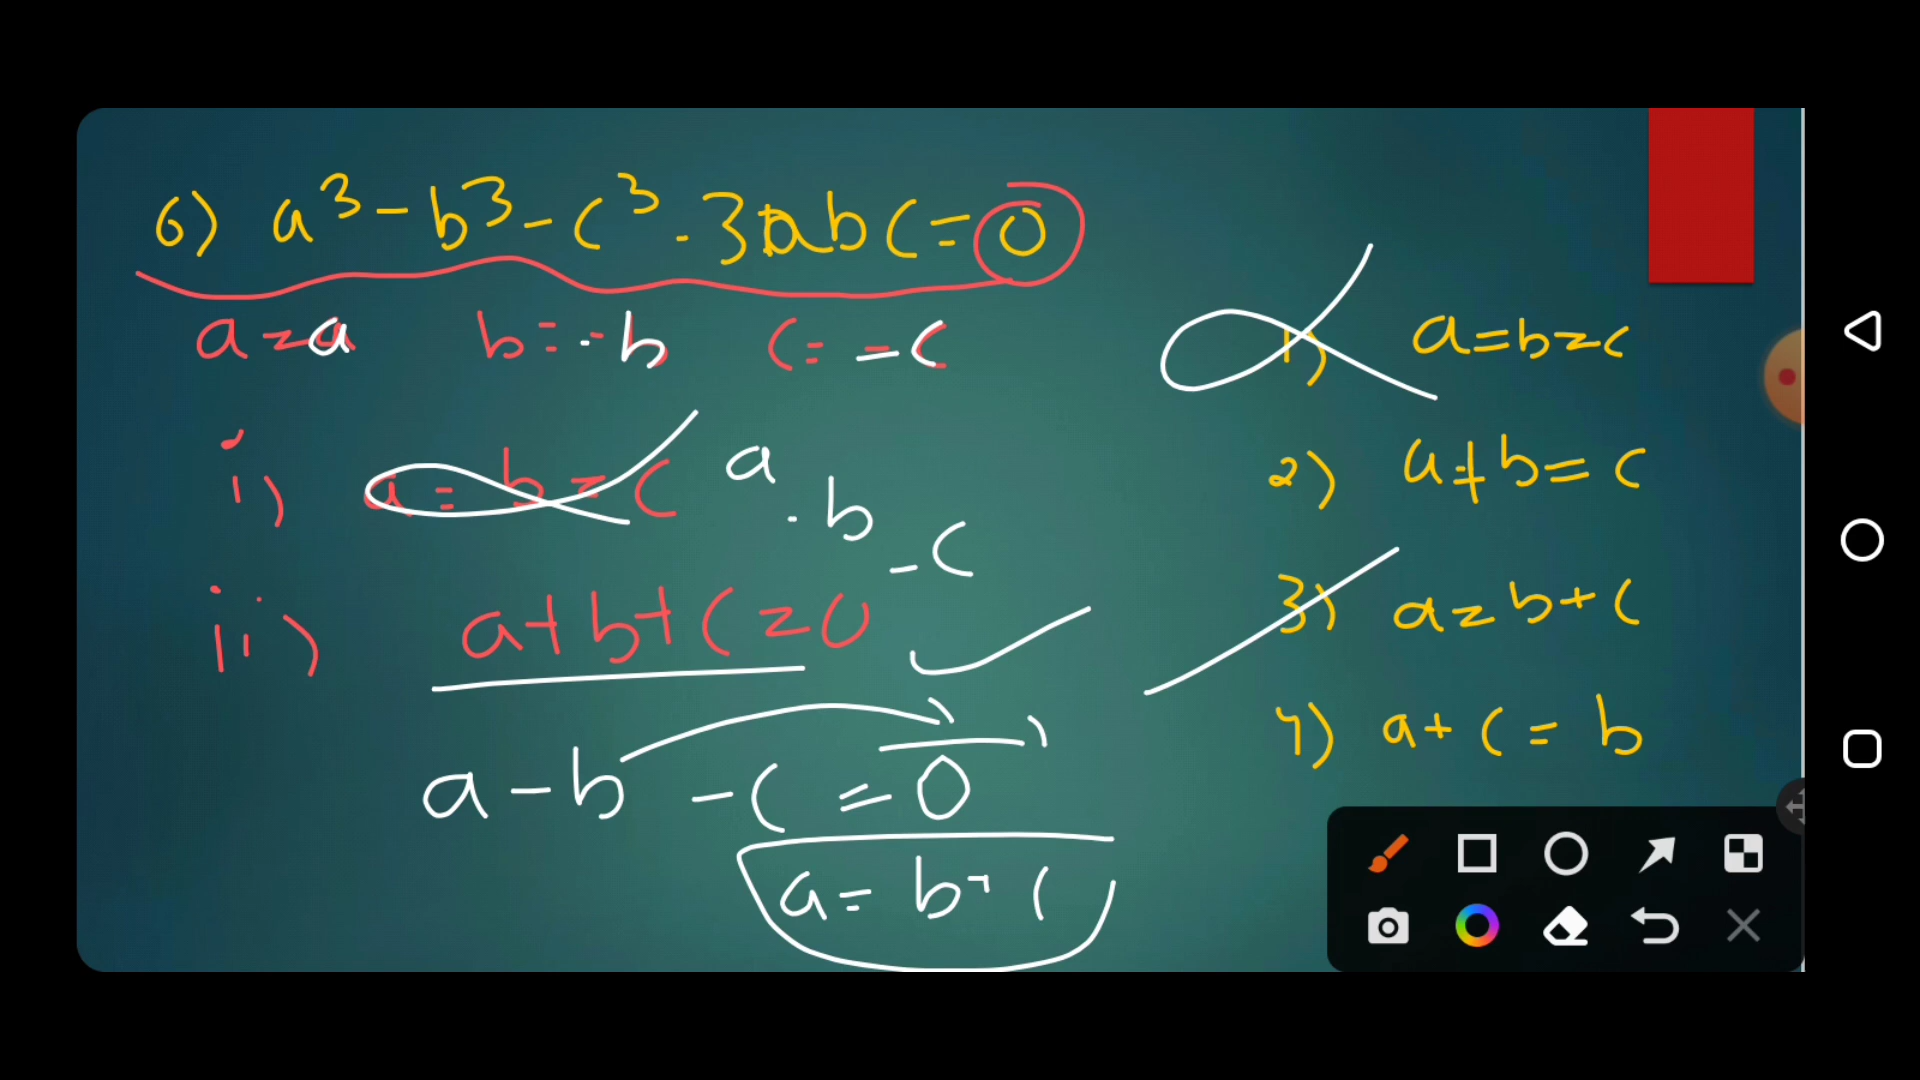 6) a³ - b³ - c³ - 3abc = 0
a = a b = -b c = -c
i) a = b = c
a
-b
-c
ii) a + b + c = 0
a - b - c = 0
a = b + c
1) a = b = c
2) a + b = c
3) a = b + c
4) a + c = b